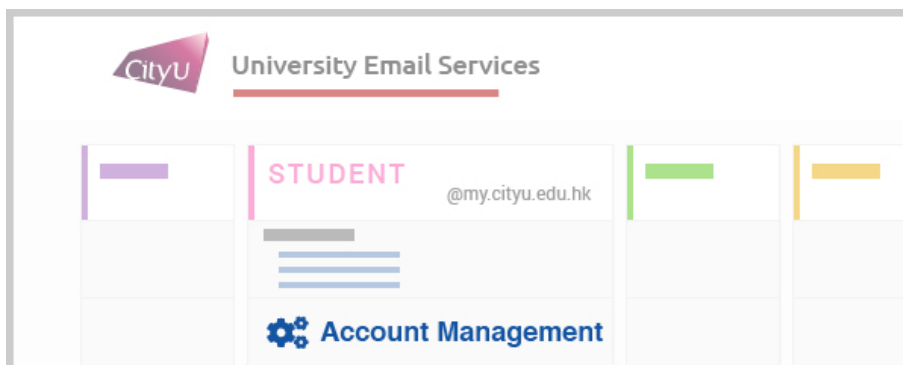 CityU
University Email Services
STUDENT
@my.cityu.edu.hk
Account Management